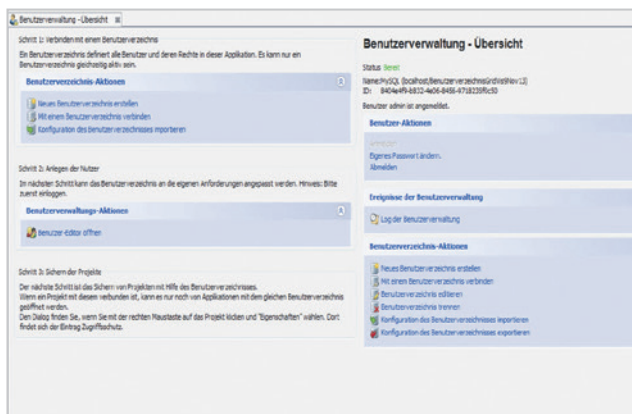 Benutzerverwaltung - Übersicht
Schritt 1: Verbinden mit einem Benutzerverzeichnis
Ein Benutzerverzeichnis definiert alle Benutzer und deren Rechte in dieser Applikation. Es kann nur ein
Benutzerverzeichnis gleichzeitig aktiv sein.
Benutzerverzeichnis-Aktionen
Neues Benutzerverzeichnis erstellen
Mit einem Benutzerverzeichnis verbinden
Konfiguration des Benutzerverzeichnisses importieren
Schritt 2: Anlegen der Nutzer
Im nächsten Schritt kann das Benutzerverzeichnis an die eigenen Anforderungen angepasst werden. Hinweis: Bitte
zuerst einloggen.
Benutzerverwaltungs-Aktionen
Benutzer-Editor öffnen
Schritt 3: Sichern der Projekte
Der nächste Schritt ist das Sichern von Projekten mit Hilfe des Benutzerverzeichnisses.
Wenn ein Projekt mit diesem verbunden ist, kann es nur noch von Applikationen mit dem gleichen Benutzerverzeichnis
geöffnet werden.
Den Dialog finden Sie, wenn Sie mit der rechten Maustaste auf das Projekt klicken und "Eigenschaften" wählen. Dort
findet sich der Eintrag Zugriffschutz.
Benutzerverwaltung - Übersicht
Status Bereit
Name: MySQL (localhost/
ID:
Benutzer admin ist angemeldet.
Benutzer-Aktionen
Anmelden
Eigenes Passwort ändern.
Abmelden
Ereignisse der Benutzerverwaltung
Log der Benutzerverwaltung
Benutzerverzeichnis-Aktionen
Neues Benutzerverzeichnis erstellen
Mit einem Benutzerverzeichnis verbinden
Benutzerverzeichnis editieren
Benutzerverzeichnis trennen
Konfiguration des Benutzerverzeichnisses importieren
Konfiguration des Benutzerverzeichnisses exportieren